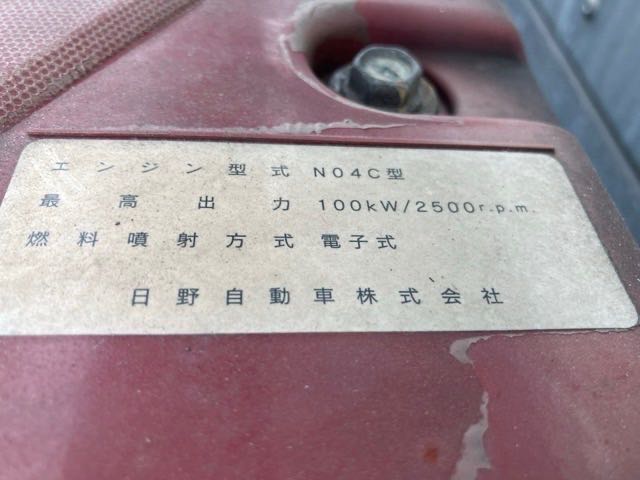 エンジン型式 N04C型
最高出力 100kW/2500r.p.m.
燃料噴射方式 電子式
日野自動車株式会社